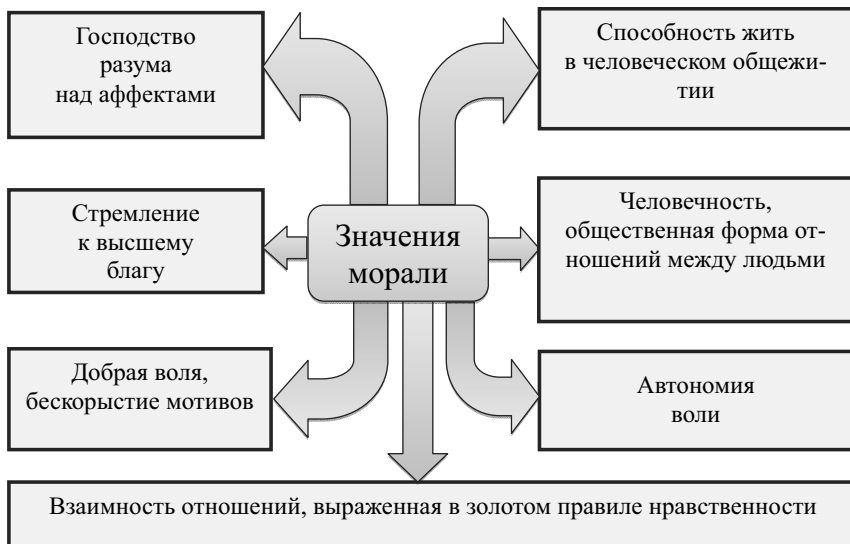 Господство
разума
над аффектами
Способность жить
в человеческом общежи-
тии
Стремление
к высшему
благу
Значения
морали
Человечность,
общественная форма от-
ношений между людьми
Добрая воля,
бескорыстие мотивов
Автономия
воли
Взаимность отношений, выраженная в золотом правиле нравственности